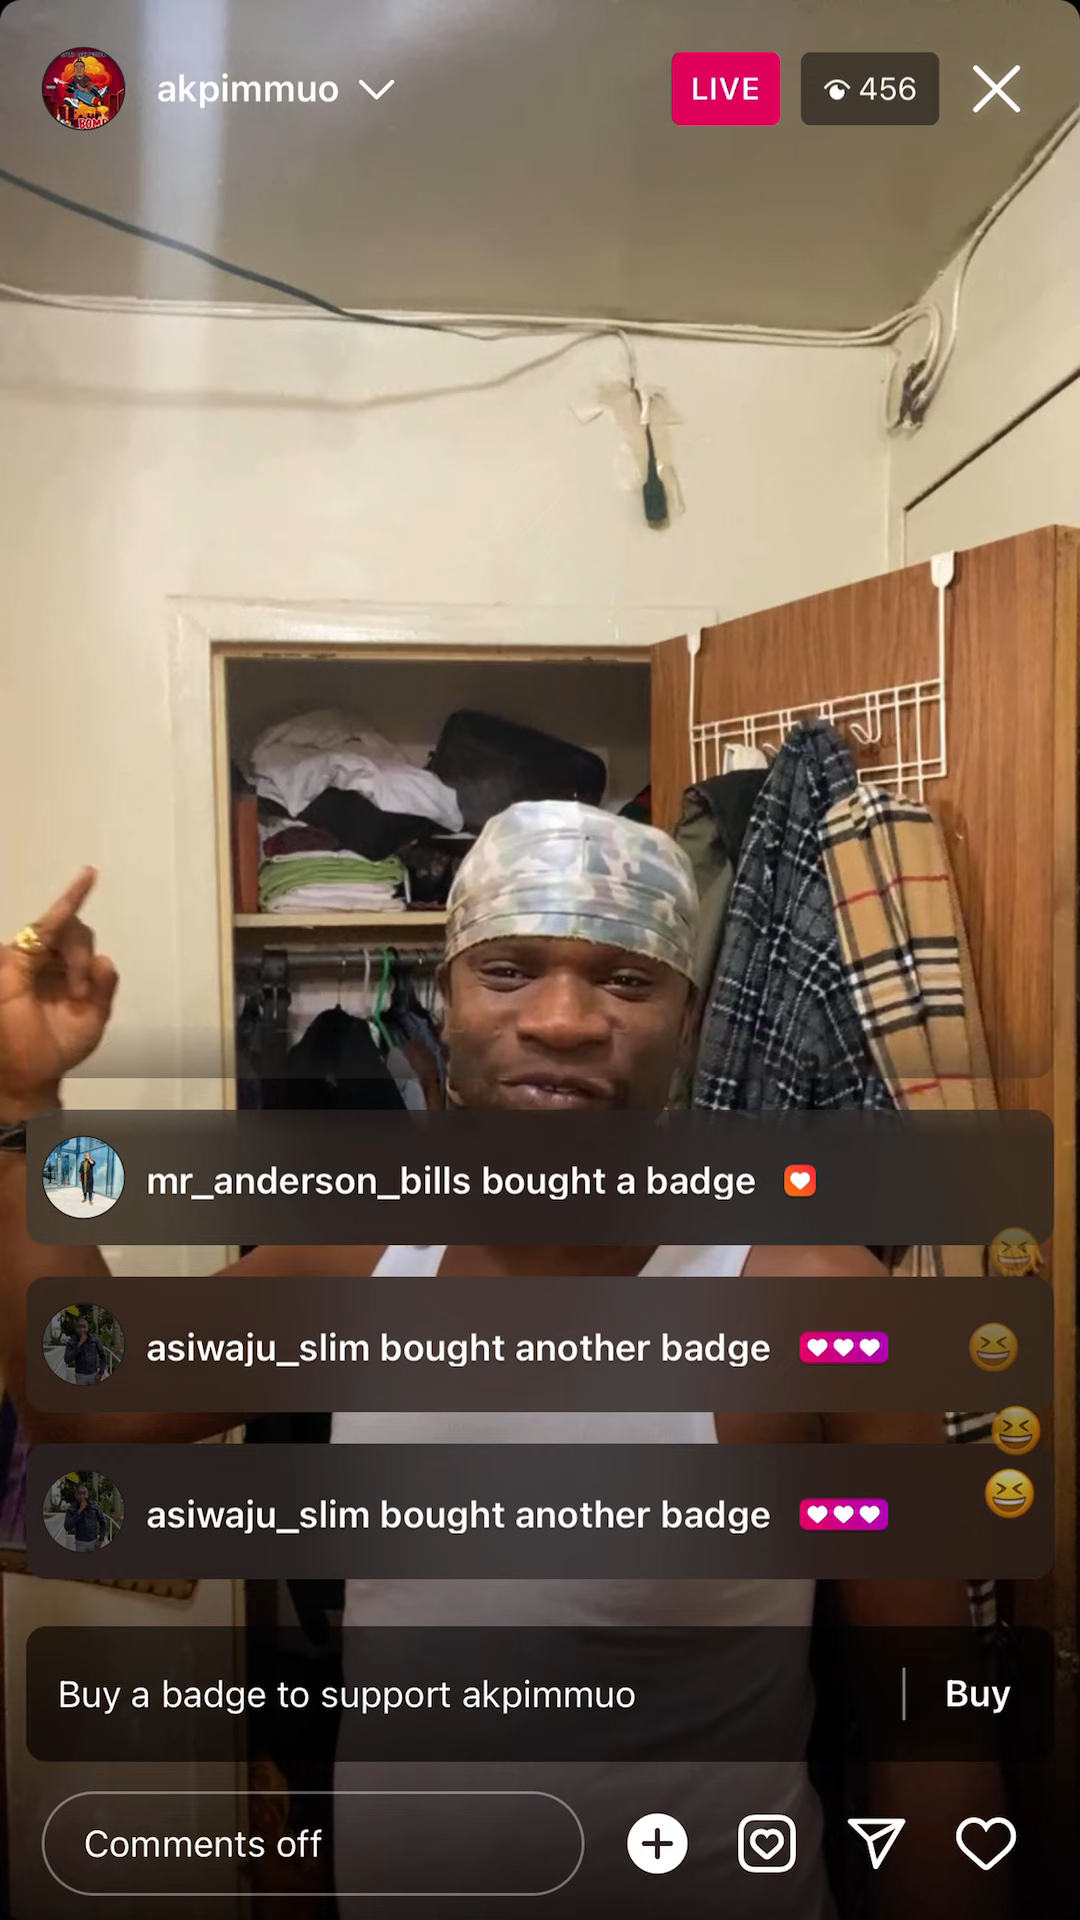 akpimmuo
LIVE
456
mr_anderson_bills bought a badge
asiwaju_slim bought another badge
asiwaju_slim bought another badge
Buy a badge to support akpimmuo
Buy
Comments off